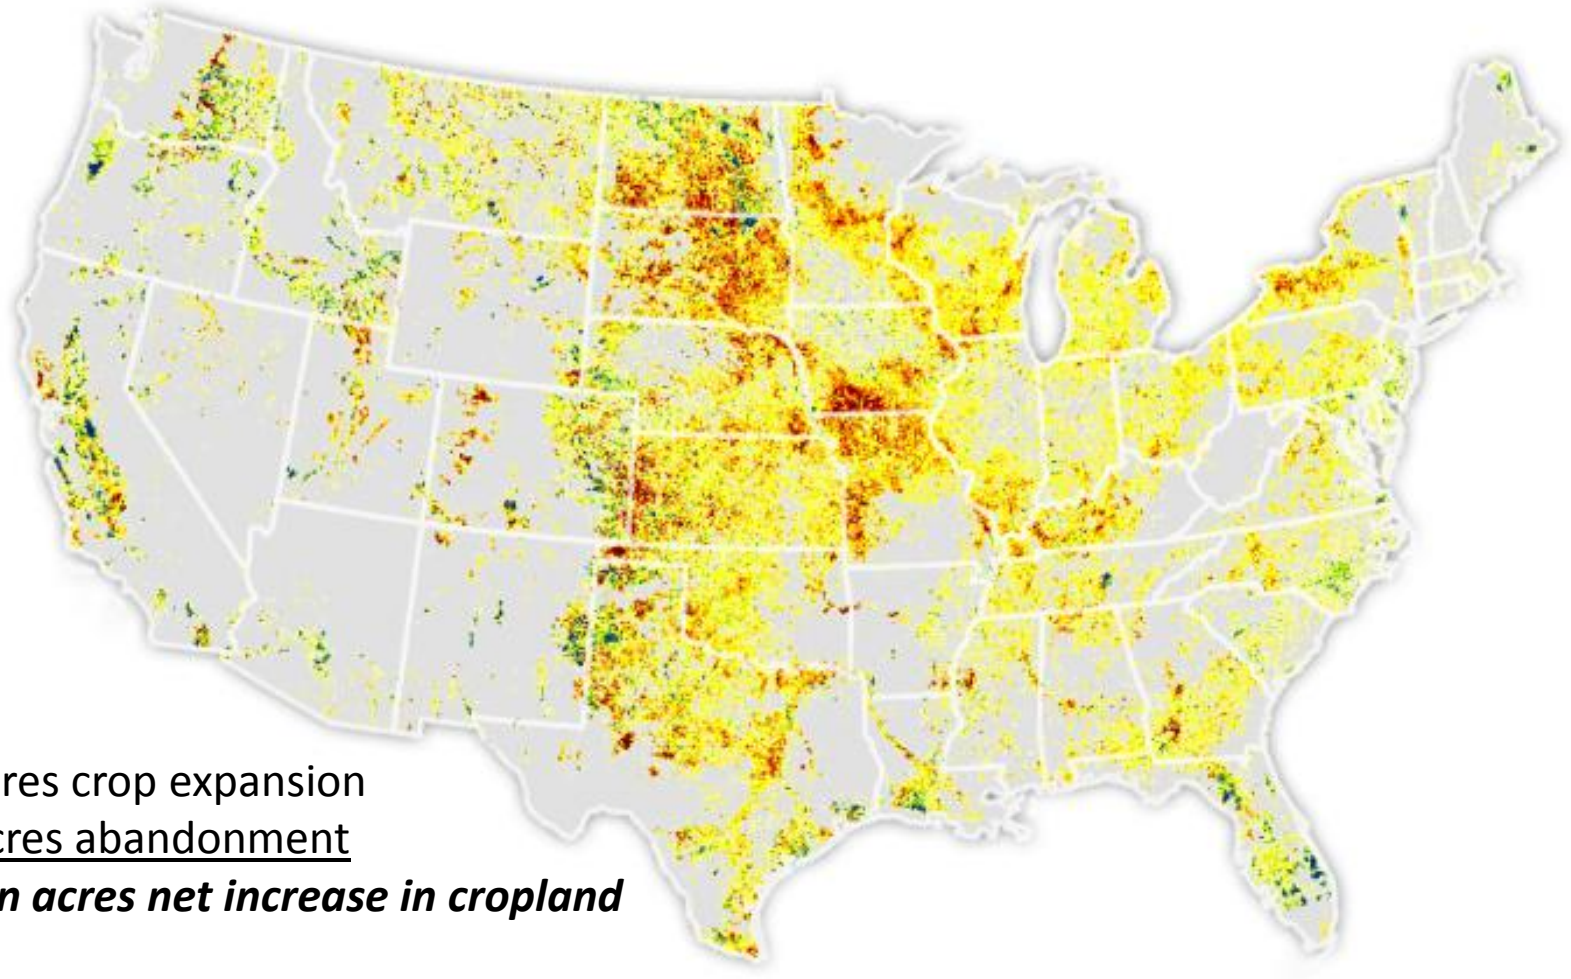 res crop expansion
cres abandonment
n acres net increase in cropland